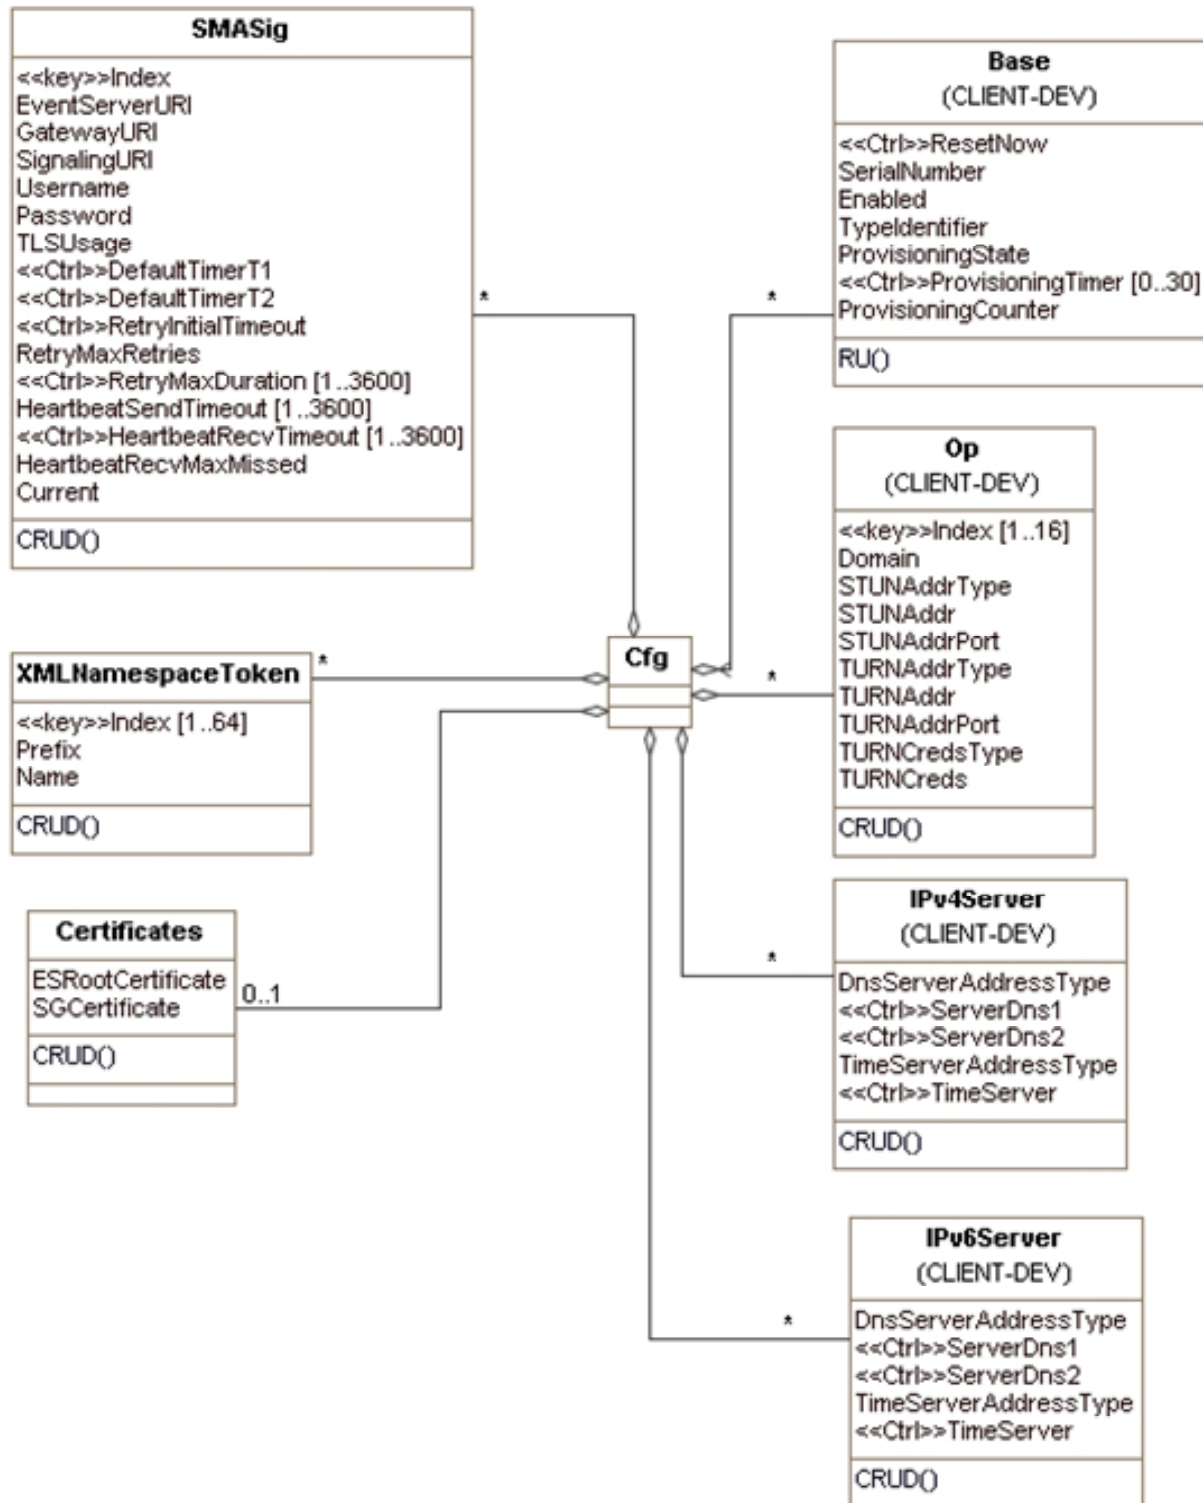 SMASig
<<key>>Index
EventServerURI
GatewayURI
SignalingURI
Username
Password
TLSUsage
<<Ctrl>>DefaultTimerT1
<<Ctrl>>DefaultTimerT2
<<Ctrl>>RetryInitialTimeout
RetryMaxRetries
<<Ctrl>>RetryMaxDuration [1..3600]
HeartbeatSendTimeout [1..3600]
<<Ctrl>>HeartbeatRecvTimeout [1..3600]
HeartbeatRecvMaxMissed
Current
CRUD()
*
Base
(CLIENT-DEV)
<<Ctrl>>ResetNow
SerialNumber
Enabled
TypeIdentifier
ProvisioningState
<<Ctrl>>ProvisioningTimer [0..30]
ProvisioningCounter
RU()
*
Op
(CLIENT-DEV)
<<key>>Index [1..16]
Domain
STUNAddrType
STUNAddr
STUNAddrPort
TURNAddrType
TURNAddr
TURNAddrPort
TURNCredsType
TURNCreds
CRUD()
*
Cfg
XMLNamespaceToken
<<key>>Index [1..64]
Prefix
Name
CRUD()
*
Certificates
ESRootCertificate
SGCertificate
CRUD()
0..1
IPv4Server
(CLIENT-DEV)
DnsServerAddressType
<<Ctrl>>ServerDns1
<<Ctrl>>ServerDns2
TimeServerAddressType
<<Ctrl>>TimeServer
CRUD()
*
IPv6Server
(CLIENT-DEV)
DnsServerAddressType
<<Ctrl>>ServerDns1
<<Ctrl>>ServerDns2
TimeServerAddressType
<<Ctrl>>TimeServer
CRUD()
*